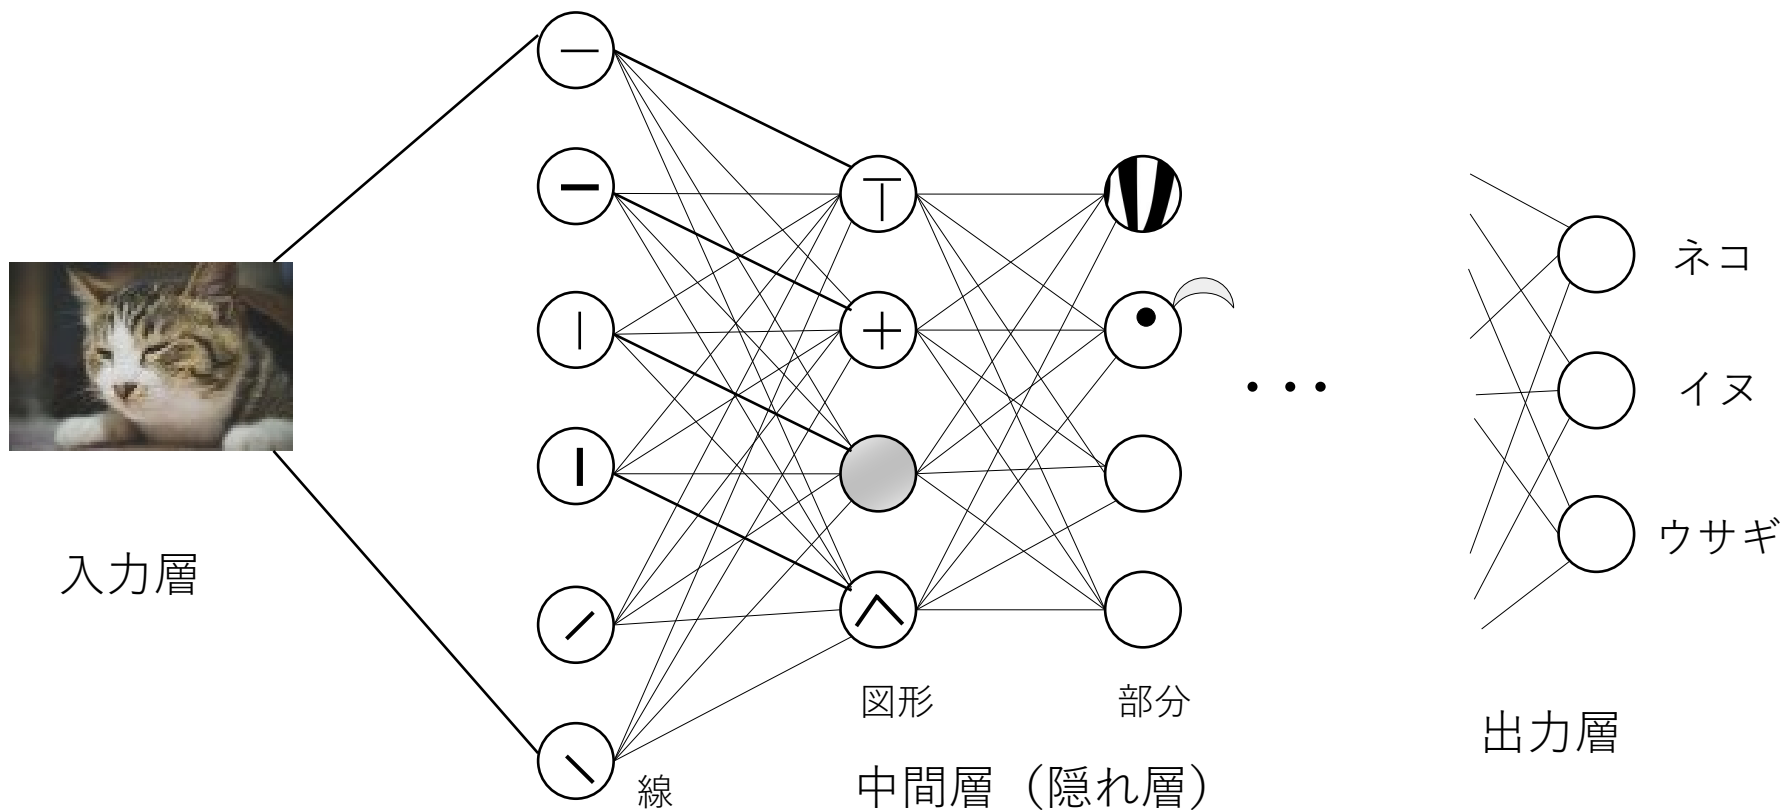 入力層
線
図形
部分
中間層（隠れ層）
・・・
ネコ
イヌ
ウサギ
出力層